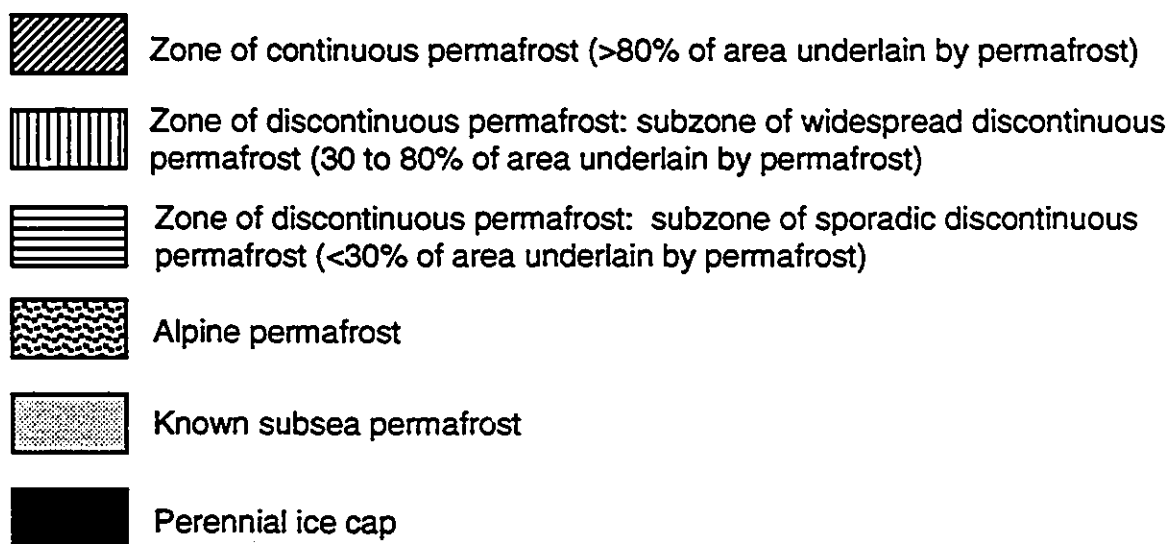 Zone of continuous permafrost (>80% of area underlain by permafrost)
Zone of discontinuous permafrost: subzone of widespread discontinuous
permafrost (30 to 80% of area underlain by permafrost)
Zone of discontinuous permafrost: subzone of sporadic discontinuous
permafrost (<30% of area underlain by permafrost)
Alpine permafrost
Known subsea permafrost
Perennial ice cap